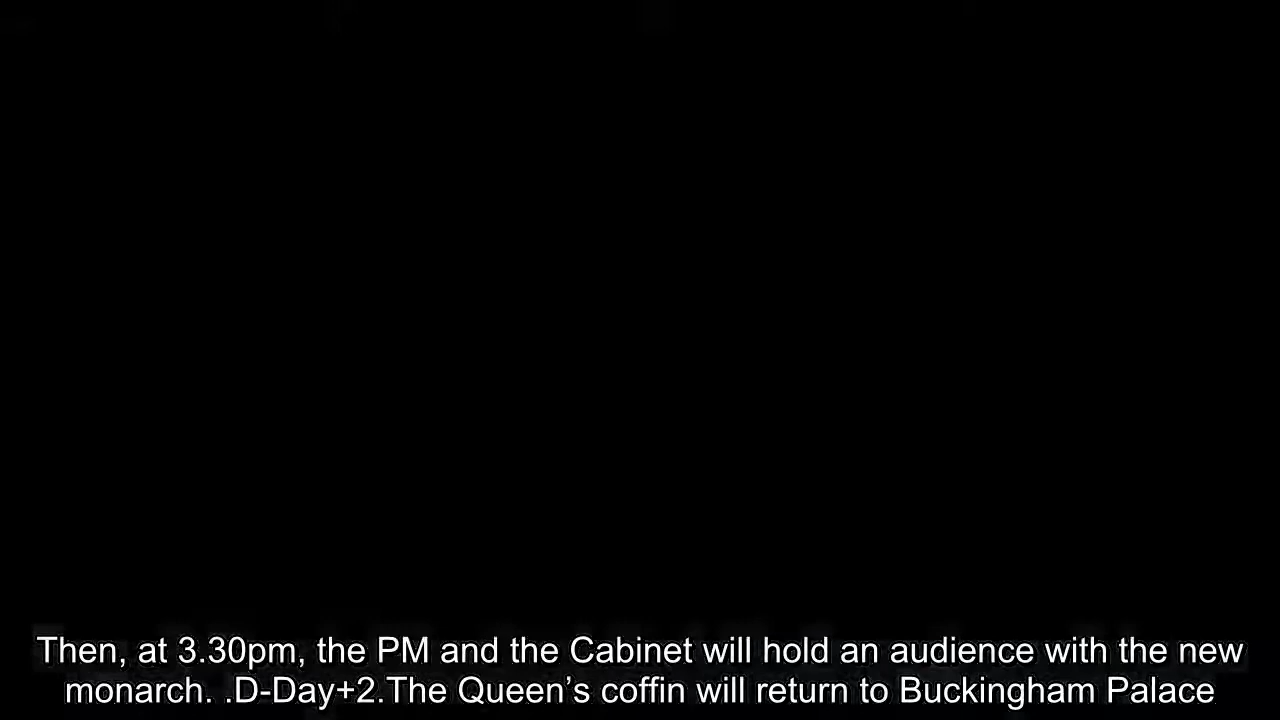 Then, at 3.30pm, the PM and the Cabinet will hold an audience with the new
monarch. .D-Day+2.The Queen’s coffin will return to Buckingham Palace